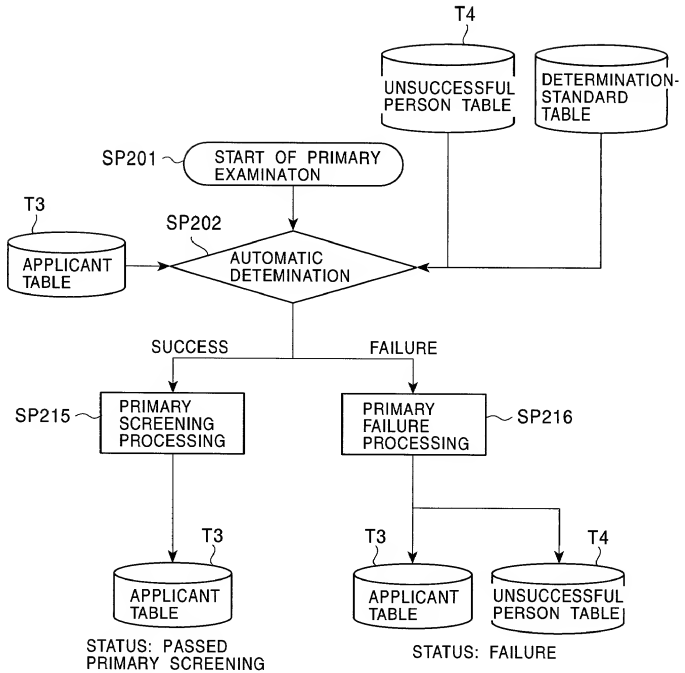 T4
UNSUCCESSFUL
PERSON TABLE
DETERMINATION-
STANDARD
TABLE
SP201
START OF PRIMARY
EXAMINATON
T3
SP202
APPLICANT
TABLE
AUTOMATIC
DETEMINATION
SUCCESS
FAILURE
SP215
PRIMARY
SCREENING
PROCESSING
PRIMARY
FAILURE
PROCESSING
SP216
T3
APPLICANT
TABLE
STATUS: PASSED
PRIMARY SCREENING
T3
APPLICANT
TABLE
T4
UNSUCCESSFUL
PERSON TABLE
STATUS: FAILURE